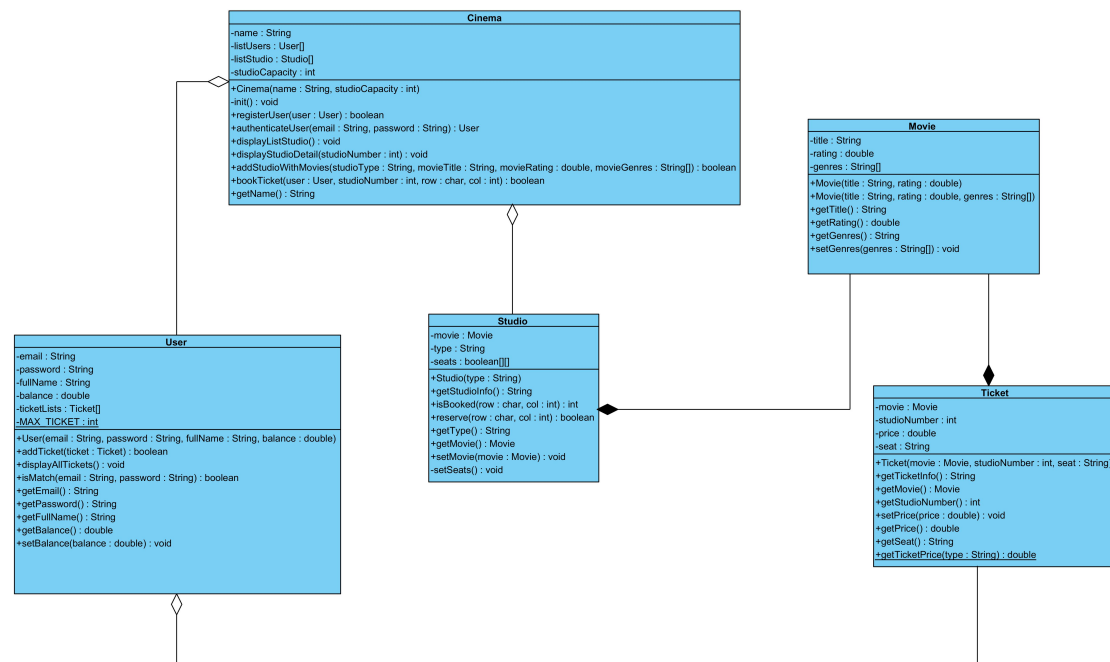 Cinema
-name : String
-listUsers : User[]
-listStudio : Studio[]
-studioCapacity : int
+Cinema(name : String, studioCapacity : int)
-init() : void
+registerUser(user : User) : boolean
+authenticateUser(email : String, password : String) : User
+displayListStudio() : void
+displayStudioDetail(studioNumber : int) : void
+addStudioWithMovies(studioType : String, movieTitle : String, movieRating : double, movieGenres : String[]) : boolean
+bookTicket(user : User, studioNumber : int, row : char, col : int) : boolean
+getName() : String
Movie
-title : String
-rating : double
-genres : String[]
+Movie(title : String, rating : double)
+Movie(title : String, rating : double, genres : String[])
+getTitle() : String
+getRating() : double
+getGenres() : String
+setGenres(genres : String[]) : void
User
-email : String
-password : String
-fullName : String
-balance : double
-ticketLists : Ticket[]
-MAX_TICKET : int
+User(email : String, password : String, fullName : String, balance : double)
+addTicket(ticket : Ticket) : boolean
+displayAllTickets() : void
+isMatch(email : String, password : String) : boolean
+getEmail() : String
+getPassword() : String
+getFullName() : String
+getBalance() : double
+setBalance(balance : double) : void
Studio
-movie : Movie
-type : String
-seats : boolean[][]
+Studio(type : String)
+getStudioInfo() : String
+isBooked(row : char, col : int) : int
+reserve(row : char, col : int) : boolean
+getType() : String
+getMovie() : Movie
+setMovie(movie : Movie) : void
-setSeats() : void
Ticket
-movie : Movie
-studioNumber : int
-price : double
-seat : String
+Ticket(movie : Movie, studioNumber : int, seat : String)
+getTicketInfo() : String
+getMovie() : Movie
+getStudioNumber() : int
+setPrice(price : double) : void
+getPrice() : double
+getSeat() : String
+getTicketPrice(type : String) : double